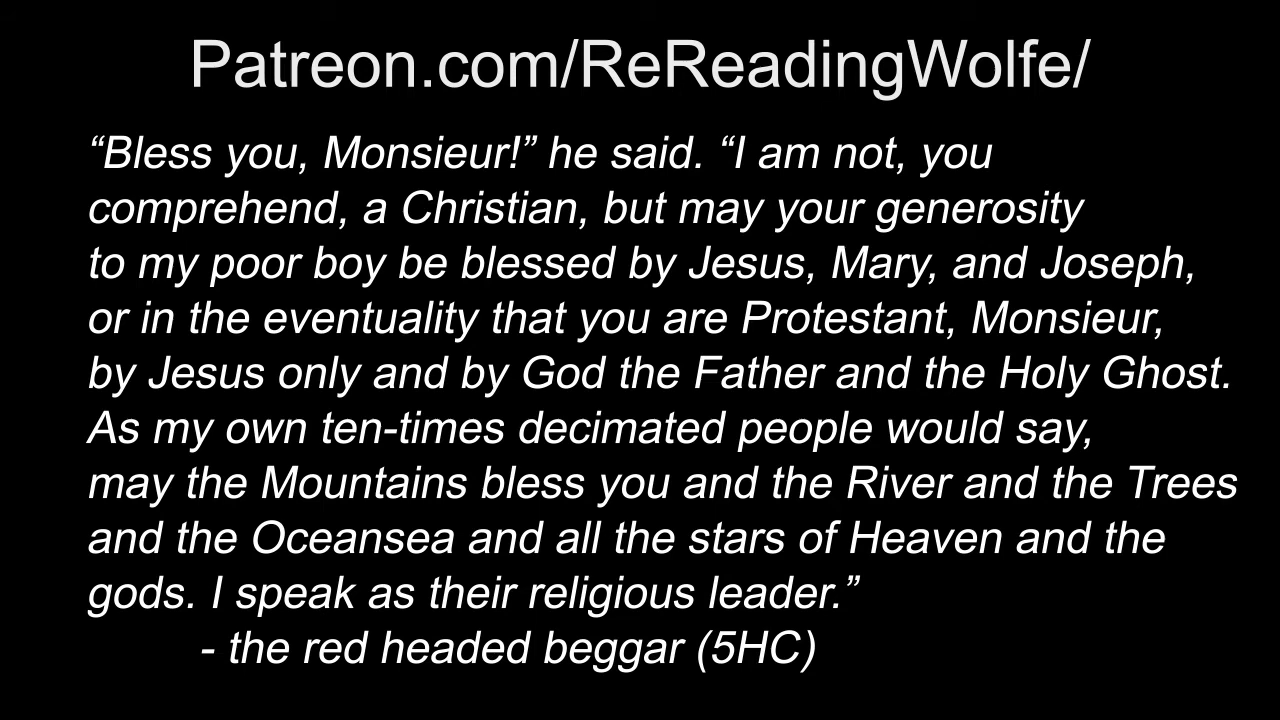 Patreon.com/ReReadingWolfe/
“Bless you, Monsieur!” he said. “I am not, you
comprehend, a Christian, but may your generosity
to my poor boy be blessed by Jesus, Mary, and Joseph,
or in the eventuality that you are Protestant, Monsieur,
by Jesus only and by God the Father and the Holy Ghost.
As my own ten-times decimated people would say,
may the Mountains bless you and the River and the Trees
and the Oceansea and all the stars of Heaven and the
gods. I speak as their religious leader.”
- the red headed beggar (5HC)